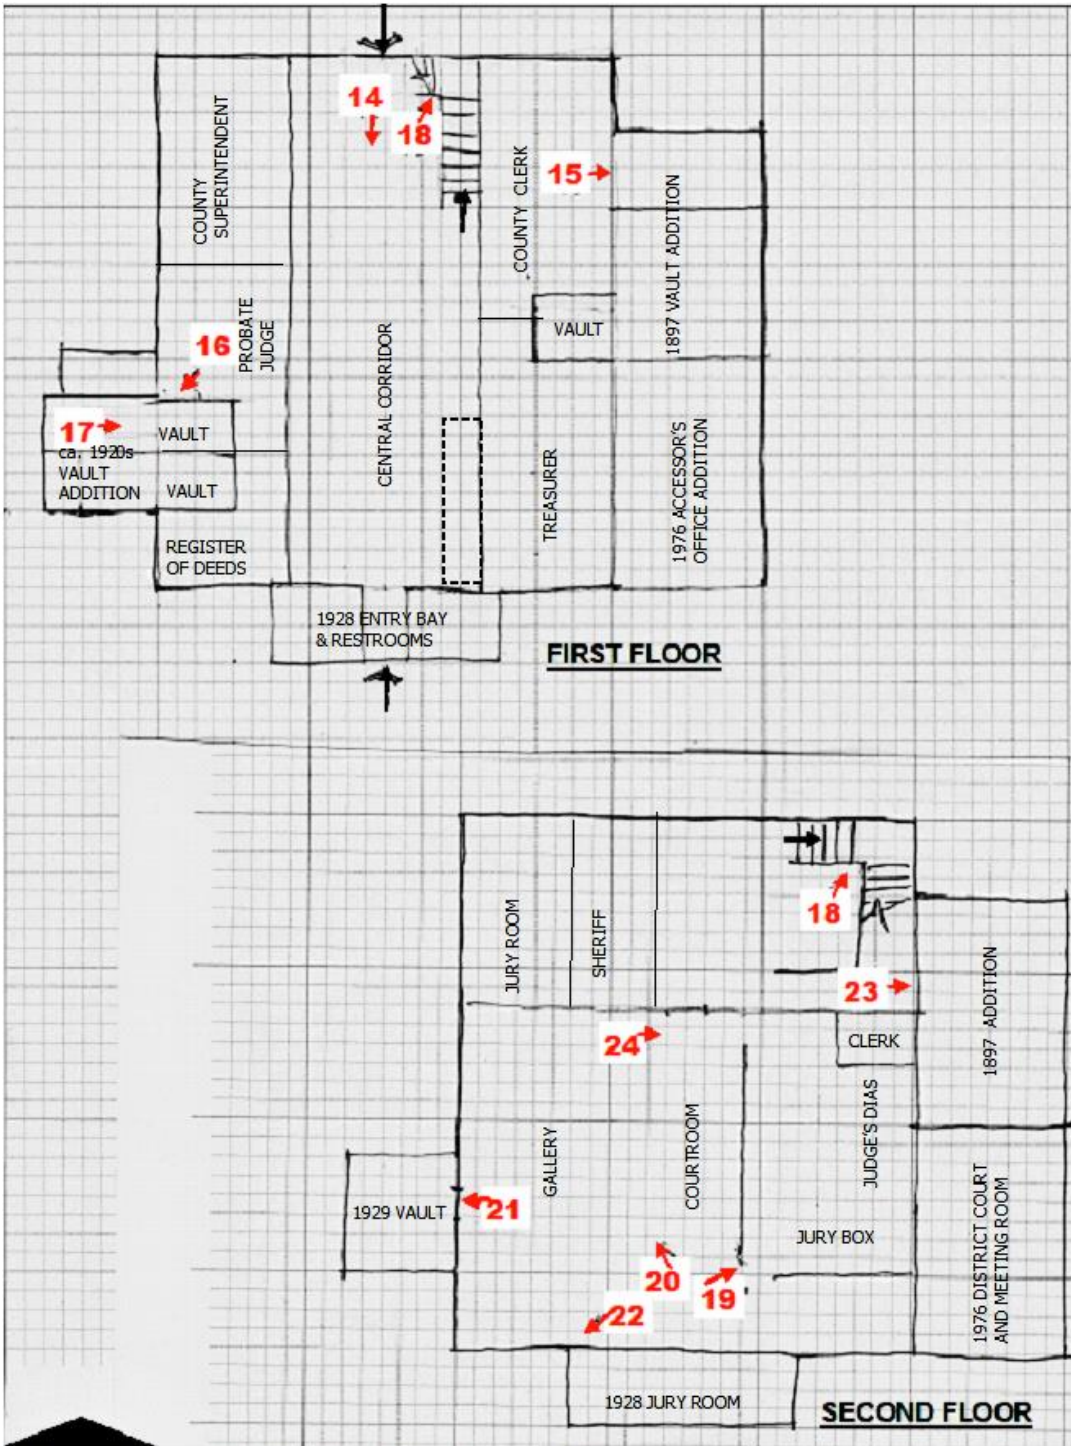 14
18
COUNTY
SUPERINTENDENT
COUNTY CLERK
15
1897 VAULT ADDITION
PROBATE
JUDGE
16
VAULT
CENTRAL CORRIDOR
17
VAULT
ca. 1920s
VAULT
ADDITION
VAULT
TREASURER
1976 ACCESSOR'S
OFFICE ADDITION
REGISTER
OF DEEDS
1928 ENTRY BAY
& RESTROOMS
FIRST FLOOR
18
JURY ROOM
SHERIFF
23
1897 ADDITION
24
CLERK
JUDGE'S DIAS
GALLERY
COURTROOM
1929 VAULT
21
JURY BOX
1976 DISTRICT COURT
AND MEETING ROOM
20
19
22
1928 JURY ROOM
SECOND FLOOR